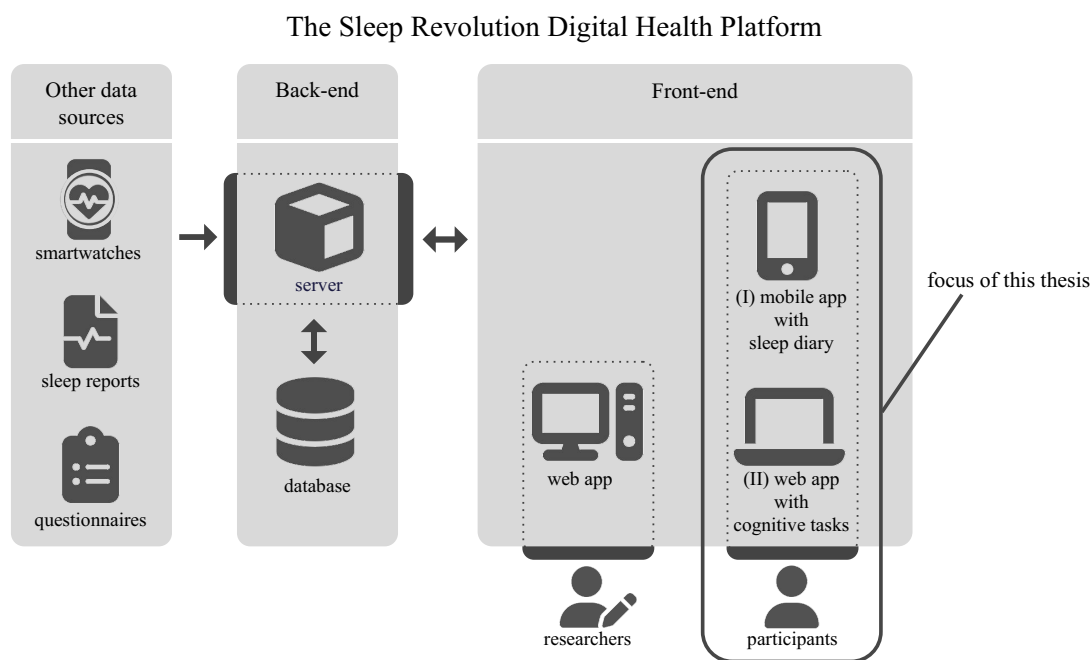 The Sleep Revolution Digital Health Platform
Other data
sources
smartwatches
sleep reports
questionnaires
Back-end
server
database
Front-end
web app
researchers
(I) mobile app
with
sleep diary
(II) web app
with
cognitive tasks
participants
focus of this thesis